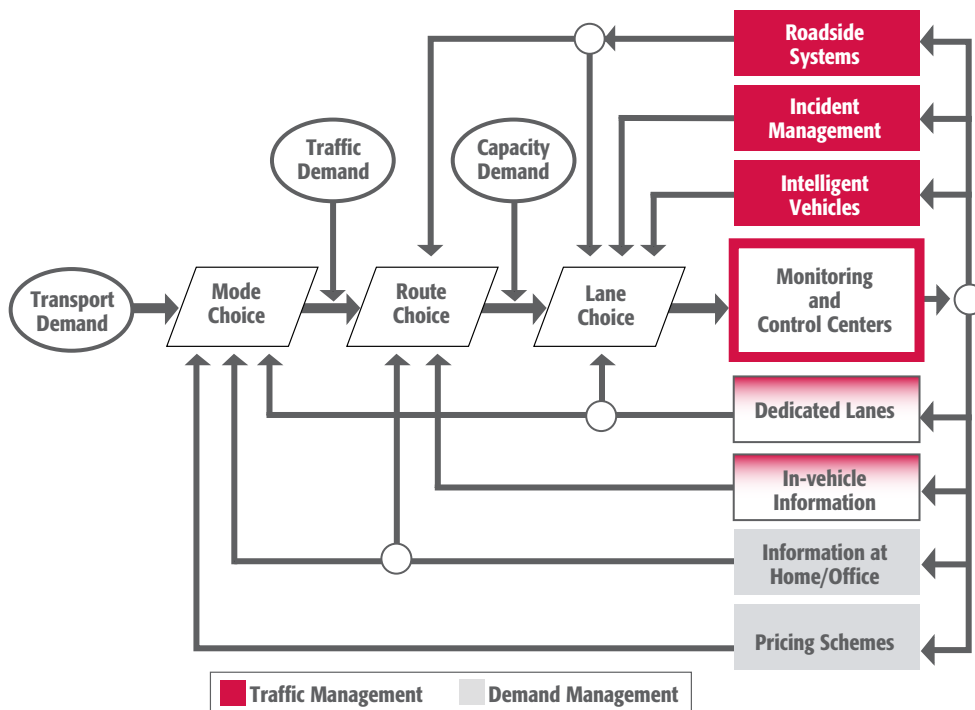 Roadside
Systems
Incident
Management
Traffic
Demand
Capacity
Demand
Intelligent
Vehicles
Transport
Demand
Mode
Choice
Route
Choice
Lane
Choice
Monitoring
and
Control Centers
Dedicated Lanes
In-vehicle
Information
Information at
Home/Office
Pricing Schemes
Traffic Management
Demand Management